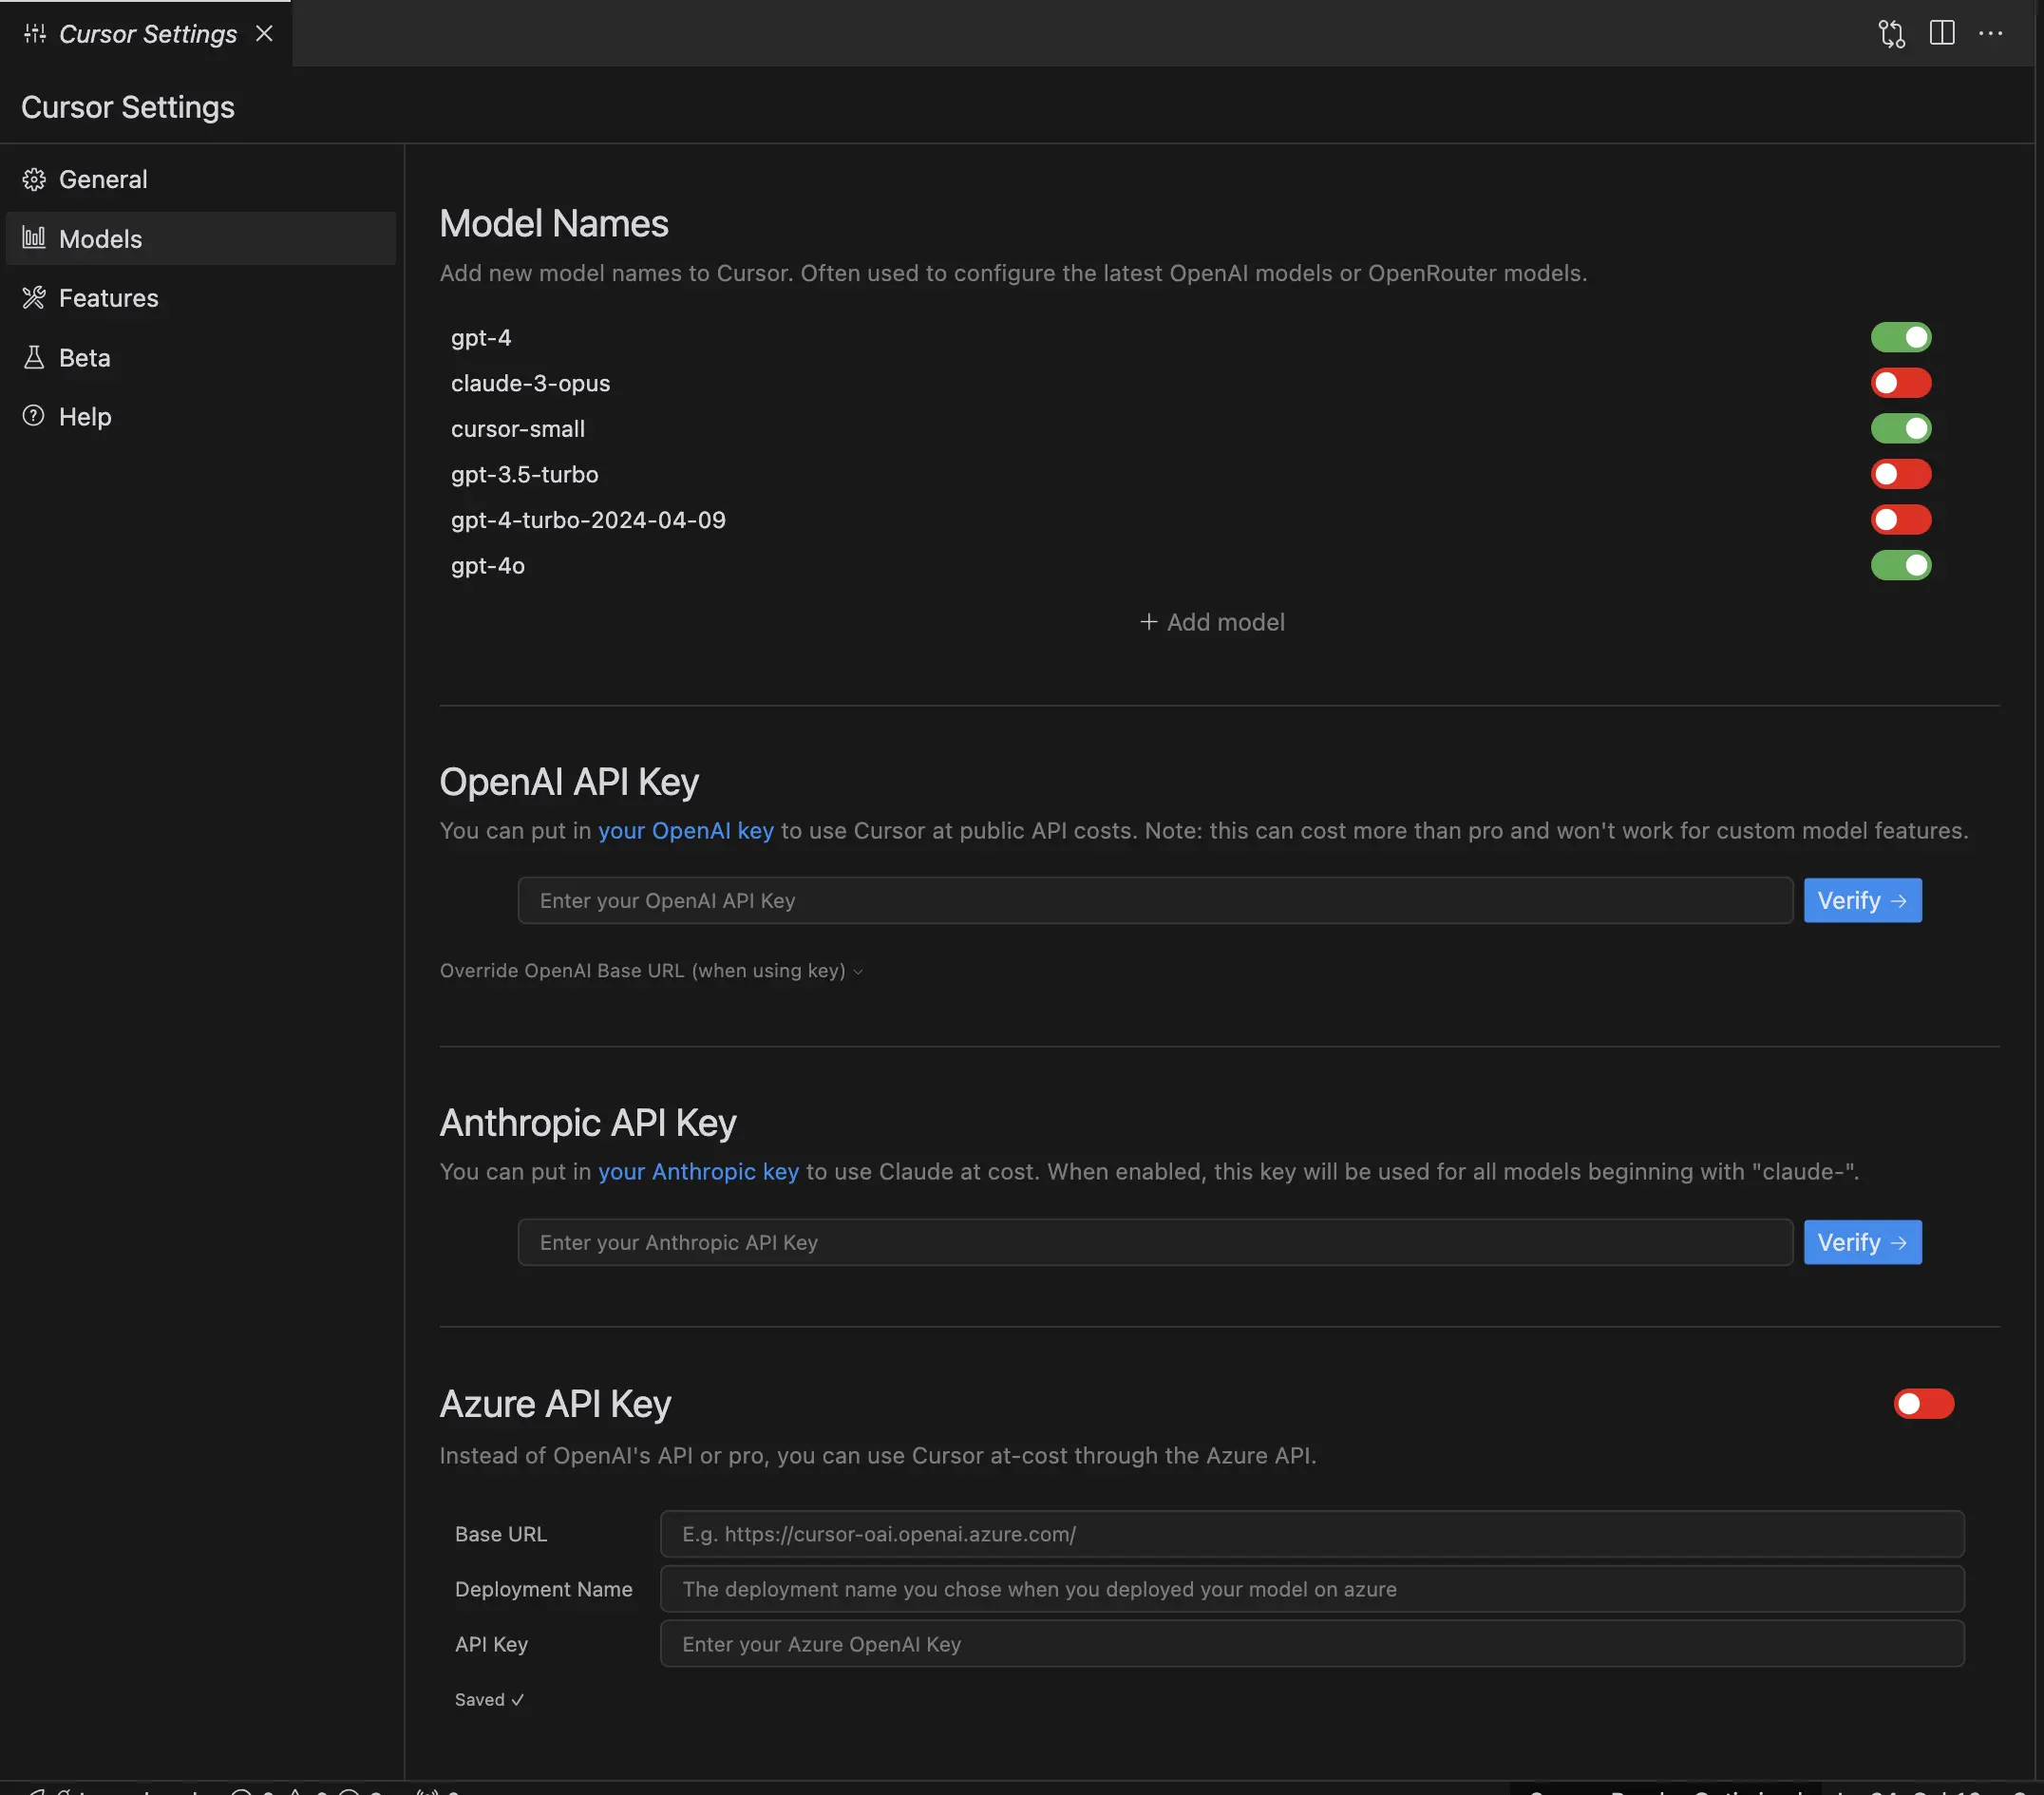 Cursor Settings
Cursor Settings
General
Models
Features
Beta
Help
Model Names
Add new model names to Cursor. Often used to configure the latest OpenAI models or OpenRouter models.
gpt-4
claude-3-opus
cursor-small
gpt-3.5-turbo
gpt-4-turbo-2024-04-09
gpt-4o
+ Add model
OpenAI API Key
You can put in your OpenAI key to use Cursor at public API costs. Note: this can cost more than pro and won't work for custom model features.
Enter your OpenAI API Key
Verify →
Override OpenAI Base URL (when using key)
Anthropic API Key
You can put in your Anthropic key to use Claude at cost. When enabled, this key will be used for all models beginning with "claude-".
Enter your Anthropic API Key
Verify →
Azure API Key
Instead of OpenAI's API or pro, you can use Cursor at-cost through the Azure API.
Base URL
E.g. https://cursor-oai.openai.azure.com/
Deployment Name
The deployment name you chose when you deployed your model on azure
API Key
Enter your Azure OpenAI Key
Saved ✓